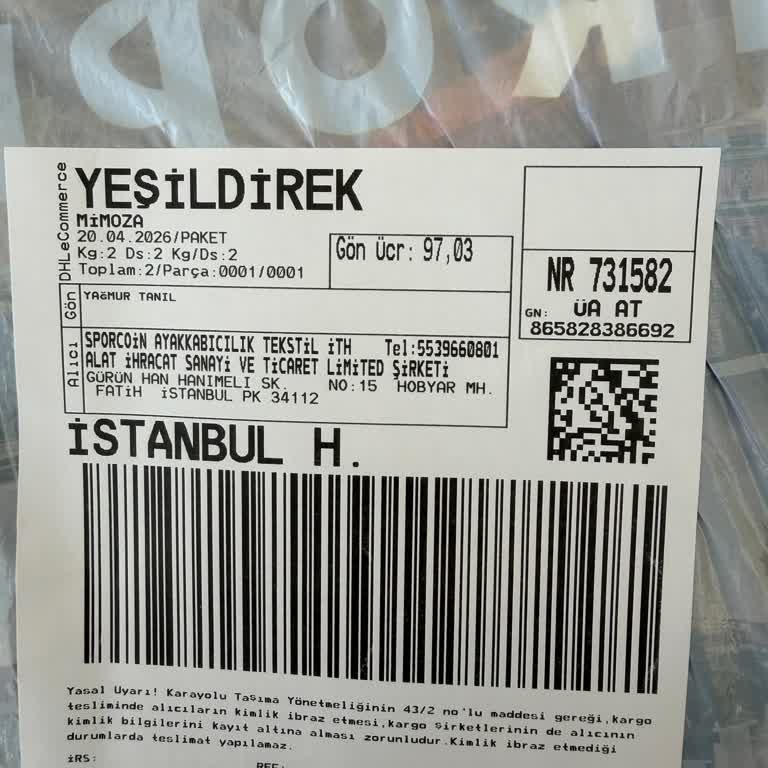 DHLeCommerce
YEŞİLDİREK
MİMOZA
20.04.2026/PAKET
Kg:2 Ds:2 Kg/Ds:2
Toplam:2/Parça:0001/0001
Gön Ücr: 97,03
NR 731582
ÜA AT
GN: 865828386692
Gön
YAğMUR TANIL
Alıcı
SPORCOİN AYAKKABICILIK TEKSTİL İTH Tel:5539660801
ALAT İHRACAT SANAYİ VE TİCARET LİMİTED ŞİRKETİ
GÜRÜN HAN HANIMELİ SK. NO:15 HOBYAR MH.
FATİH İSTANBUL PK 34112
İSTANBUL H.
Yasal Uyarı! Karayolu Taşıma Yönetmeliğinin 43/2 no'lu maddesi gereği,kargo
tesliminde alıcıların kimlik ibraz etmesi,kargo şirketlerinin de alıcının
kimlik bilgilerini kayıt altına alması zorunludur.Kimlik ibraz etmediği
durumlarda teslimat yapılamaz.
İRS: REF: